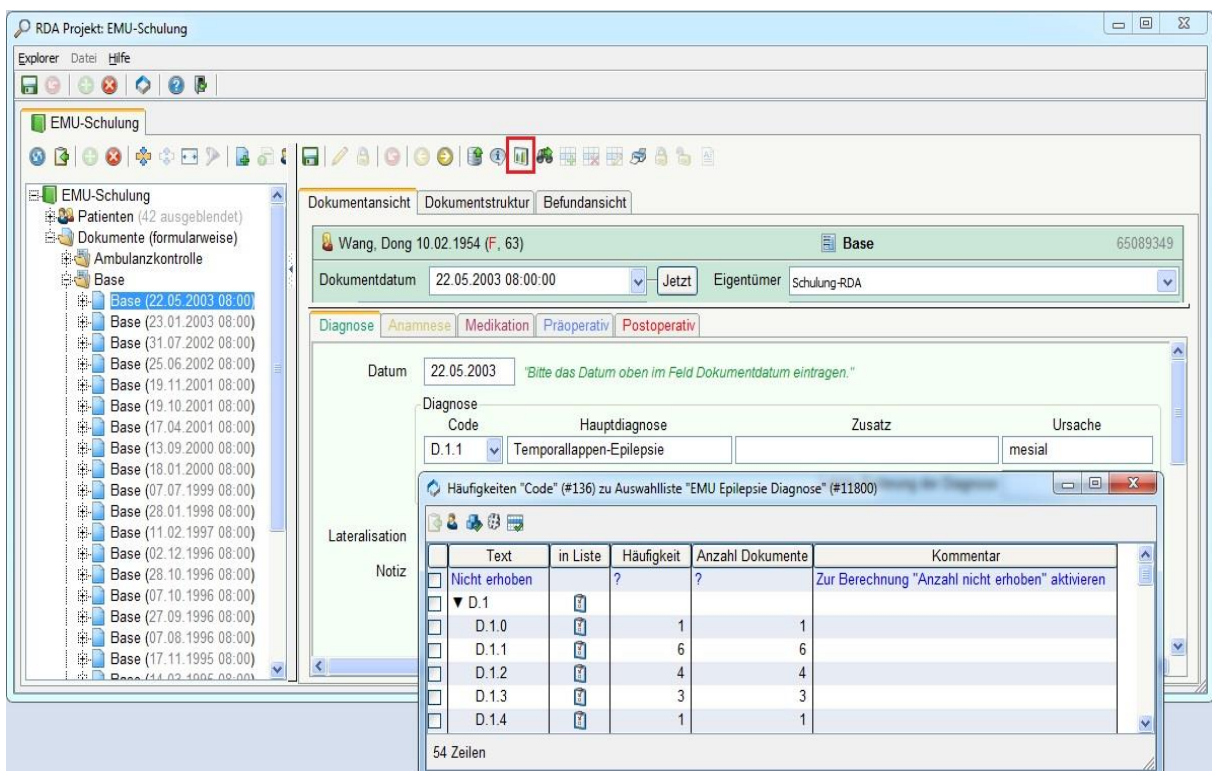 RDA Projekt: EMU-Schulung
Explorer Datei Hilfe
EMU-Schulung
EMU-Schulung
Patienten (42 ausgeblendet)
Dokumente (formularweise)
Ambulanzkontrolle
Base
Base (22.05.2003 08:00)
Base (23.01.2003 08:00)
Base (31.07.2002 08:00)
Base (25.06.2002 08:00)
Base (19.11.2001 08:00)
Base (19.10.2001 08:00)
Base (17.04.2001 08:00)
Base (13.09.2000 08:00)
Base (18.01.2000 08:00)
Base (07.07.1999 08:00)
Base (28.01.1998 08:00)
Base (11.02.1997 08:00)
Base (02.12.1996 08:00)
Base (28.10.1996 08:00)
Base (07.10.1996 08:00)
Base (27.09.1996 08:00)
Base (07.08.1996 08:00)
Base (17.11.1995 08:00)
Base (14.03.1995 08:00)
Dokumentansicht Dokumentstruktur Befundansicht
Wang, Dong 10.02.1954 (F, 63) Base 65089349
Dokumentdatum 22.05.2003 08:00:00 Jetzt Eigentümer Schulung-RDA
Diagnose Anamnese Medikation Präoperativ Postoperativ
Datum 22.05.2003 "Bitte das Datum oben im Feld Dokumentdatum eintragen."
Diagnose
Code Hauptdiagnose Zusatz Ursache
D.1.1 Temporallappen-Epilepsie mesial
Lateralisation
Notiz
Häufigkeiten "Code" (#136) zu Auswahlliste "EMU Epilepsie Diagnose" (#11800)
Text in Liste Häufigkeit Anzahl Dokumente Kommentar
Nicht erhoben ? ? Zur Berechnung "Anzahl nicht erhoben" aktivieren
▼ D.1
D.1.0 1 1
D.1.1 6 6
D.1.2 4 4
D.1.3 3 3
D.1.4 1 1
54 Zeilen